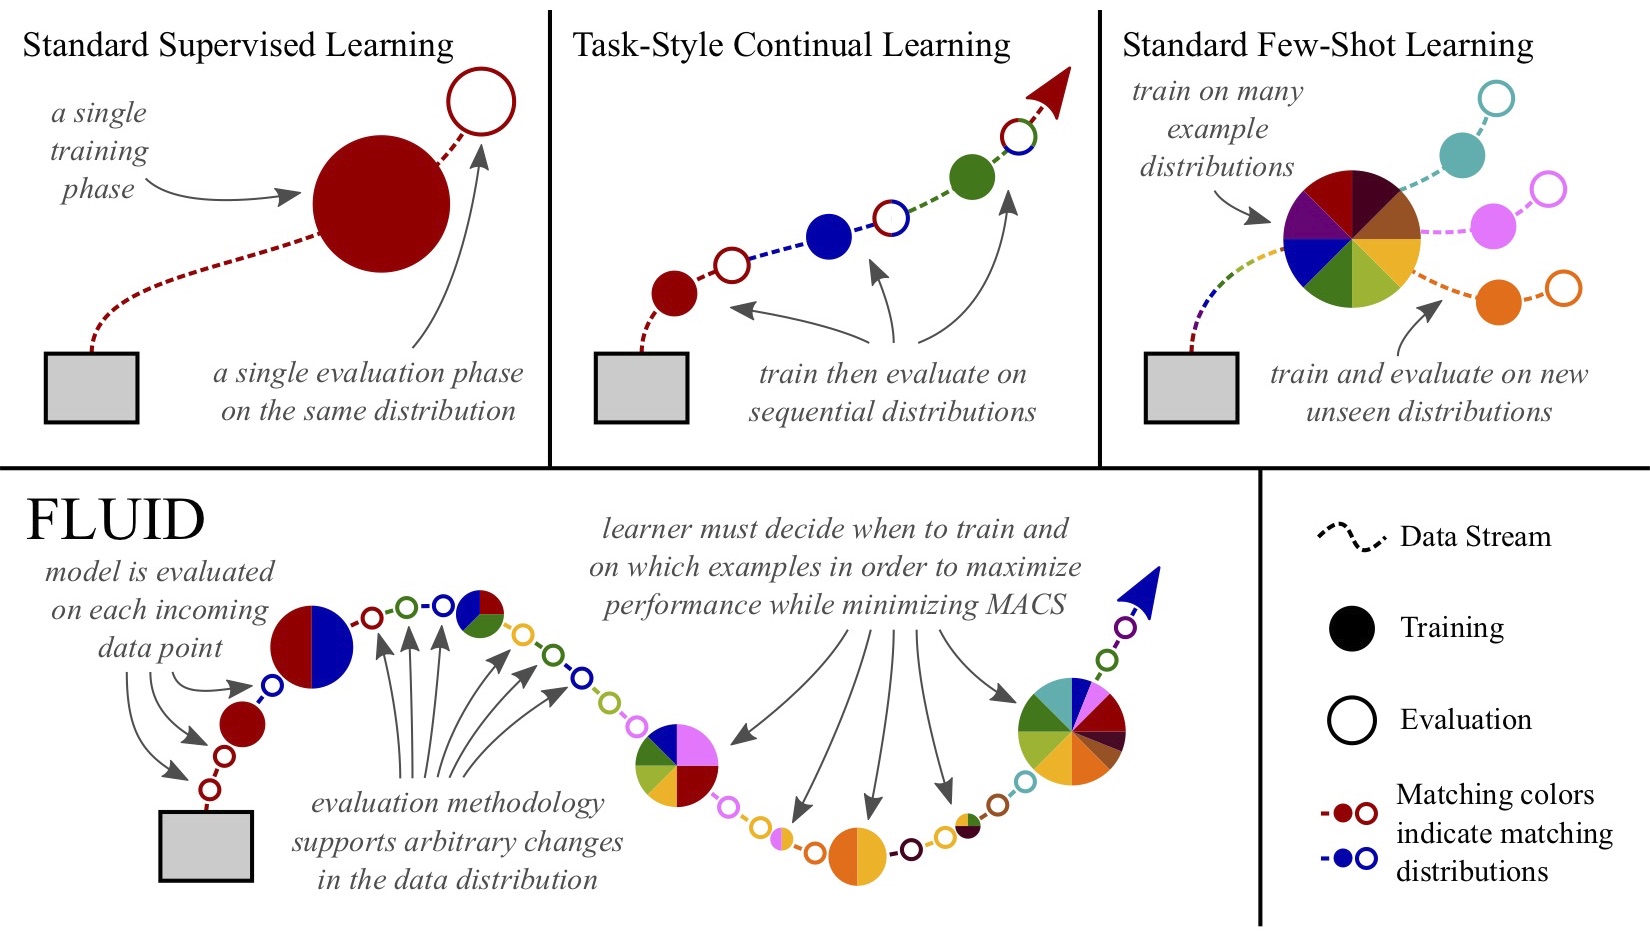 Standard Supervised Learning
a single
training
phase
a single evaluation phase
on the same distribution
Task-Style Continual Learning
train then evaluate on
sequential distributions
Standard Few-Shot Learning
train on many
example
distributions
train and evaluate on new
unseen distributions
FLUID
model is evaluated
on each incoming
data point
evaluation methodology
supports arbitrary changes
in the data distribution
learner must decide when to train and
on which examples in order to maximize
performance while minimizing MACS
Data Stream
Training
Evaluation
Matching colors
indicate matching
distributions